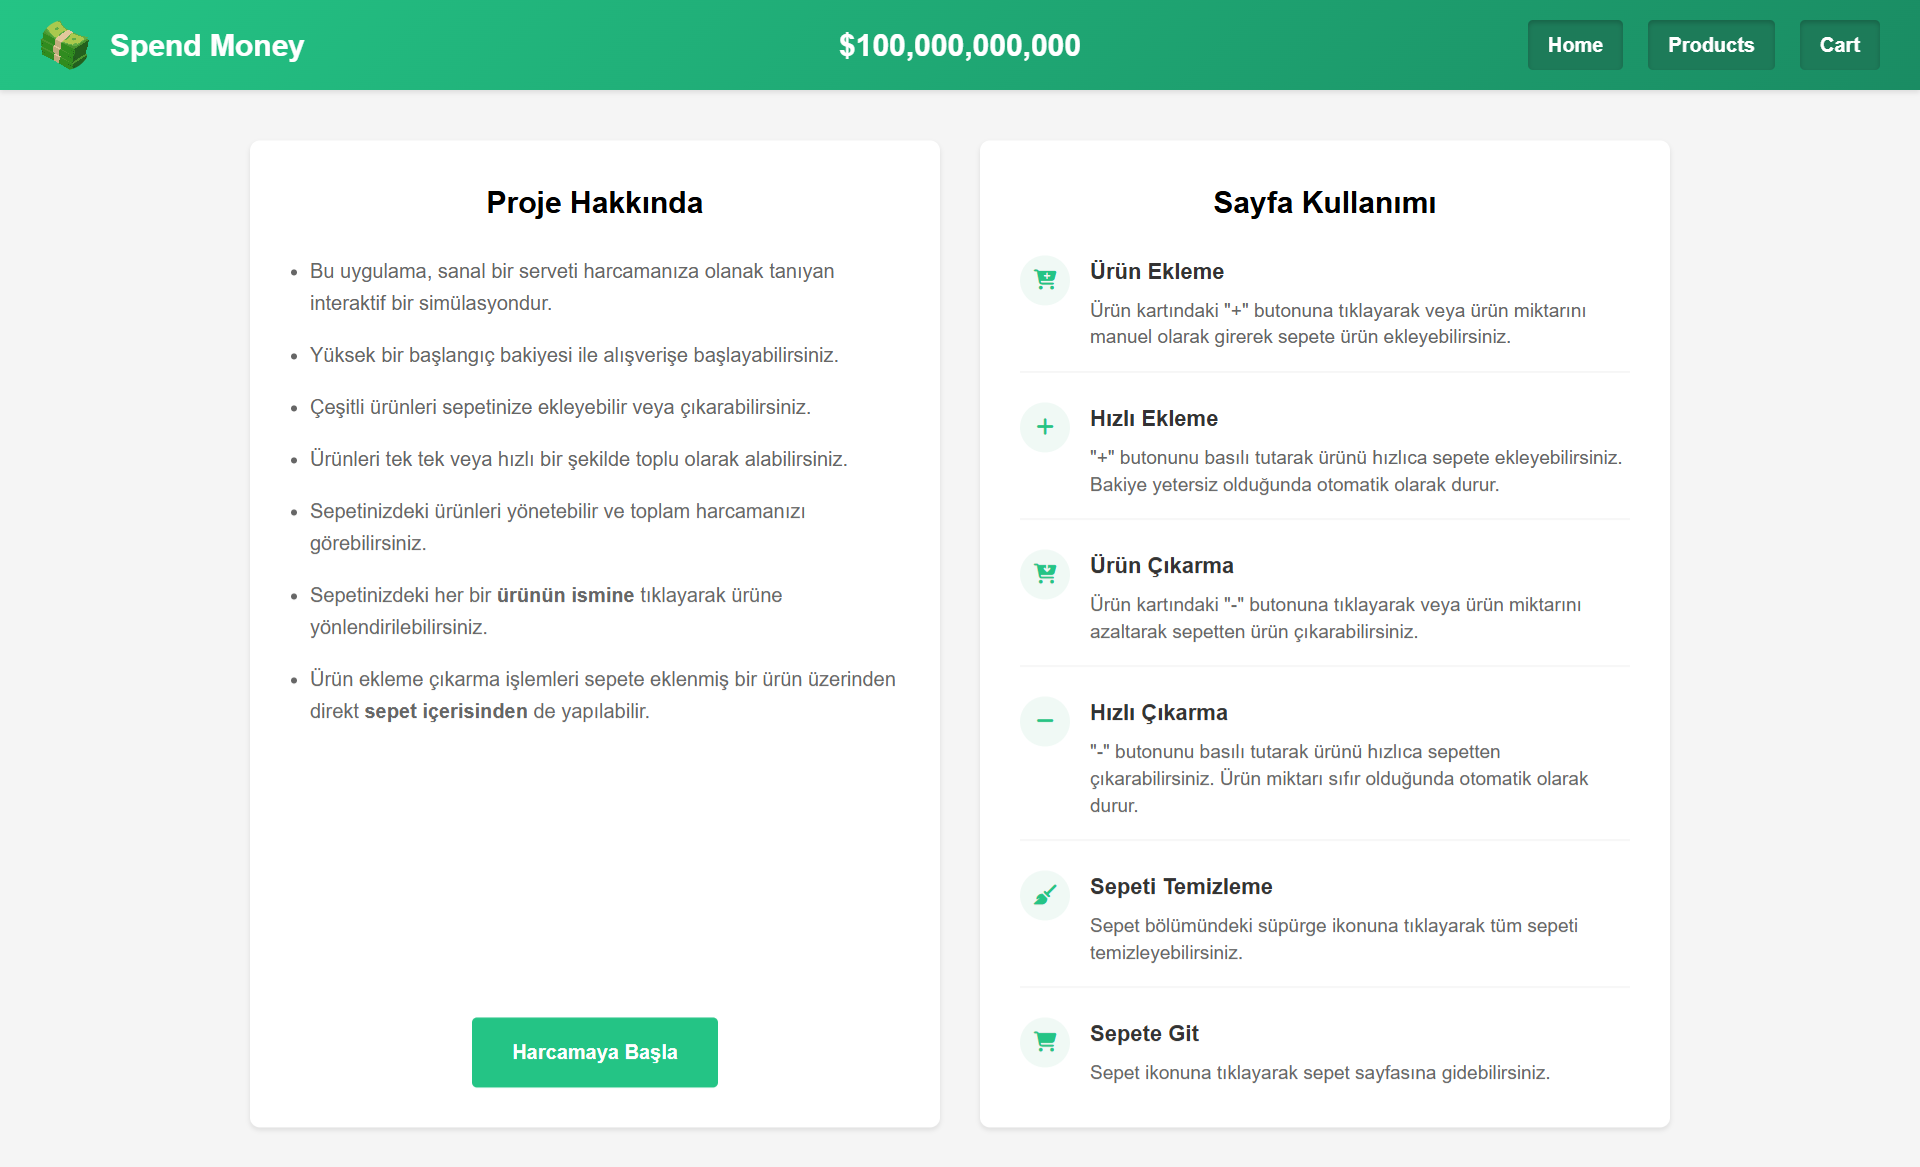 Spend Money
$100,000,000,000
Home
Products
Cart
Proje Hakkında
Bu uygulama, sanal bir serveti harcamanıza olanak tanıyan
interaktif bir simülasyondur.
Yüksek bir başlangıç bakiyesi ile alışverişe başlayabilirsiniz.
Çeşitli ürünleri sepetinize ekleyebilir veya çıkarabilirsiniz.
Ürünleri tek tek veya hızlı bir şekilde toplu olarak alabilirsiniz.
Sepetinizdeki ürünleri yönetebilir ve toplam harcamanızı
görebilirsiniz.
Sepetinizdeki her bir ürünün ismine tıklayarak ürüne
yönlendirilebilirsiniz.
Ürün ekleme çıkarma işlemleri sepete eklenmiş bir ürün üzerinden
direkt sepet içerisinden de yapılabilir.
Harcamaya Başla
Sayfa Kullanımı
Ürün Ekleme
Ürün kartındaki "+" butonuna tıklayarak veya ürün miktarını
manuel olarak girerek sepete ürün ekleyebilirsiniz.
Hızlı Ekleme
"+" butonunu basılı tutarak ürünü hızlıca sepete ekleyebilirsiniz.
Bakiye yetersiz olduğunda otomatik olarak durur.
Ürün Çıkarma
Ürün kartındaki "-" butonuna tıklayarak veya ürün miktarını
azaltarak sepetten ürün çıkarabilirsiniz.
Hızlı Çıkarma
"-" butonunu basılı tutarak ürünü hızlıca sepetten
çıkarabilirsiniz. Ürün miktarı sıfır olduğunda otomatik olarak
durur.
Sepeti Temizleme
Sepet bölümündeki süpürge ikonuna tıklayarak tüm sepeti
temizleyebilirsiniz.
Sepete Git
Sepet ikonuna tıklayarak sepet sayfasına gidebilirsiniz.